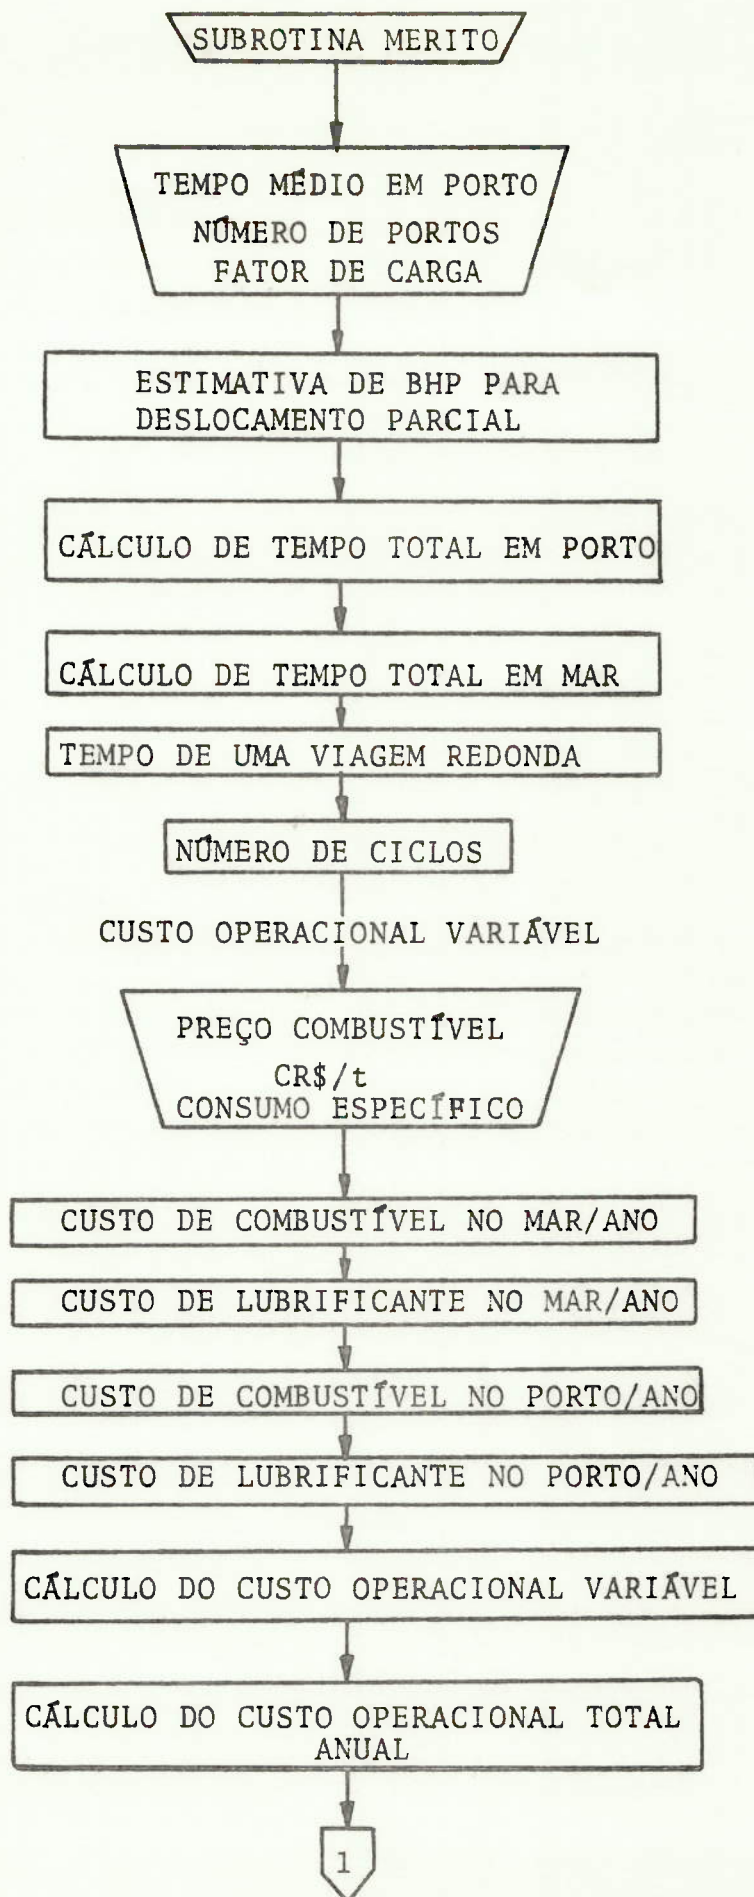 SUBROTINA MERITO
TEMPO MÉDIO EM PORTO
NÚMERO DE PORTOS
FATOR DE CARGA
ESTIMATIVA DE BHP PARA
DESLOCAMENTO PARCIAL
CÁLCULO DE TEMPO TOTAL EM PORTO
CÁLCULO DE TEMPO TOTAL EM MAR
TEMPO DE UMA VIAGEM REDONDA
NÚMERO DE CICLOS
CUSTO OPERACIONAL VARIÁVEL
PREÇO COMBUSTÍVEL
CR$/t
CONSUMO ESPECÍFICO
CUSTO DE COMBUSTÍVEL NO MAR/ANO
CUSTO DE LUBRIFICANTE NO MAR/ANO
CUSTO DE COMBUSTÍVEL NO PORTO/ANO
CUSTO DE LUBRIFICANTE NO PORTO/ANO
CÁLCULO DO CUSTO OPERACIONAL VARIÁVEL
CÁLCULO DO CUSTO OPERACIONAL TOTAL
ANUAL
1